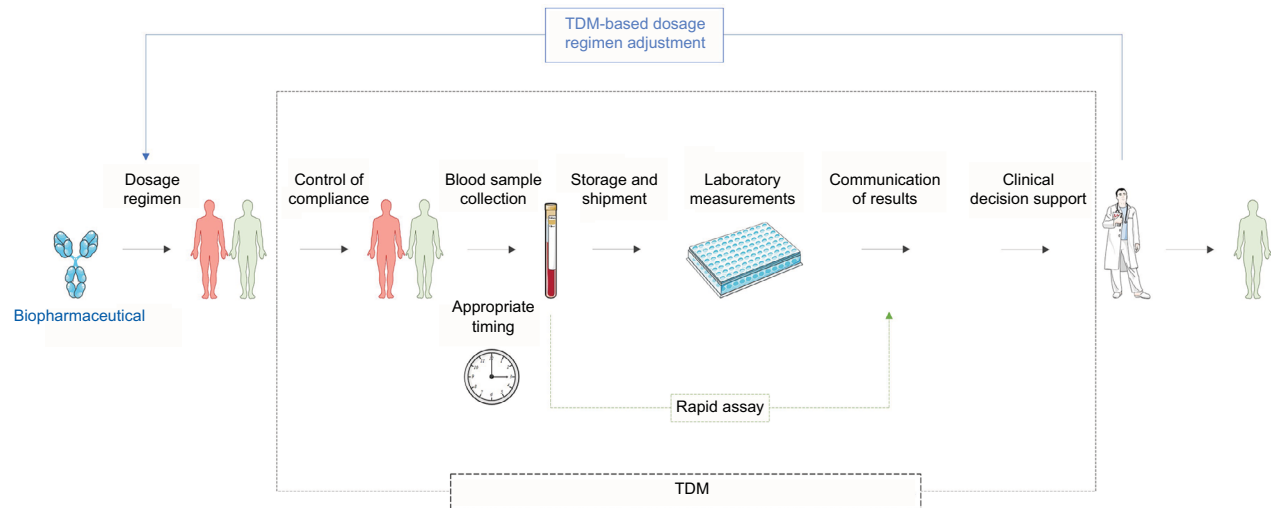 TDM-based dosage
regimen adjustment
Dosage
regimen
Control of
compliance
Blood sample
collection
Storage and
shipment
Laboratory
measurements
Communication
of results
Clinical
decision support
Biopharmaceutical
Appropriate
timing
Rapid assay
TDM